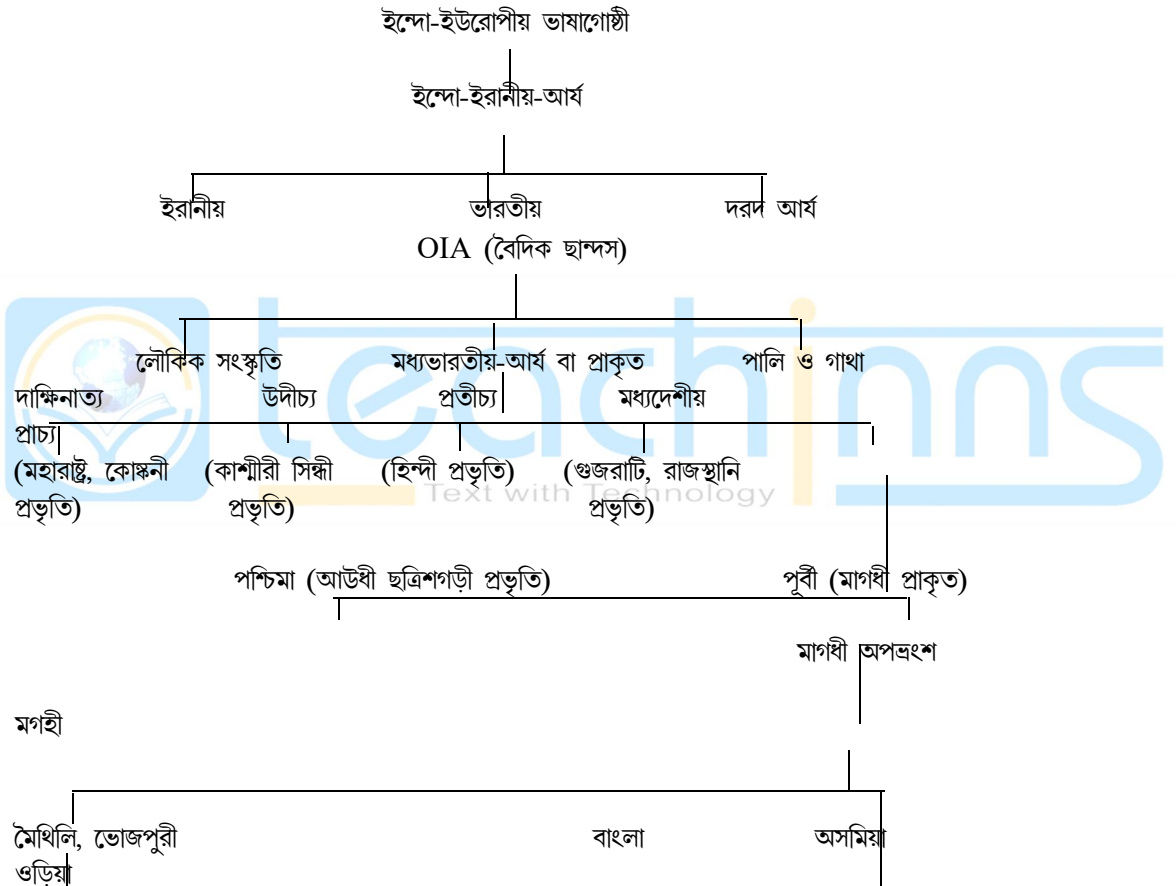 ইন্দো-ইউরোপীয় ভাষাগোষ্ঠী
ইন্দো-ইরানীয়-আর্য
ইরানীয় ভারতীয় দরদ আর্য
OIA (বৈদিক ছান্দস)
লৌকিক সংস্কৃতি মধ্যভারতীয়-আর্য বা প্রাকৃত পালি ও গাথা
দাক্ষিনাত্য উদীচ্য প্রতীচ্য মধ্যদেশীয়
প্রাচ্য
(মহারাষ্ট্র, কোঙ্কনী (কাশ্মীরী সিন্ধী (হিন্দী প্রভৃতি) (গুজরাটি, রাজস্থানি
প্রভৃতি) প্রভৃতি) প্রভৃতি)
teachinns
Text with Technology
পশ্চিমা (আউধী ছত্রিশগড়ী প্রভৃতি) পূর্বী (মাগধী প্রাকৃত)
মাগধী অপভ্রংশ
মগহী
মৈথিলি, ভোজপুরী বাংলা অসমিয়া
ওড়িয়া